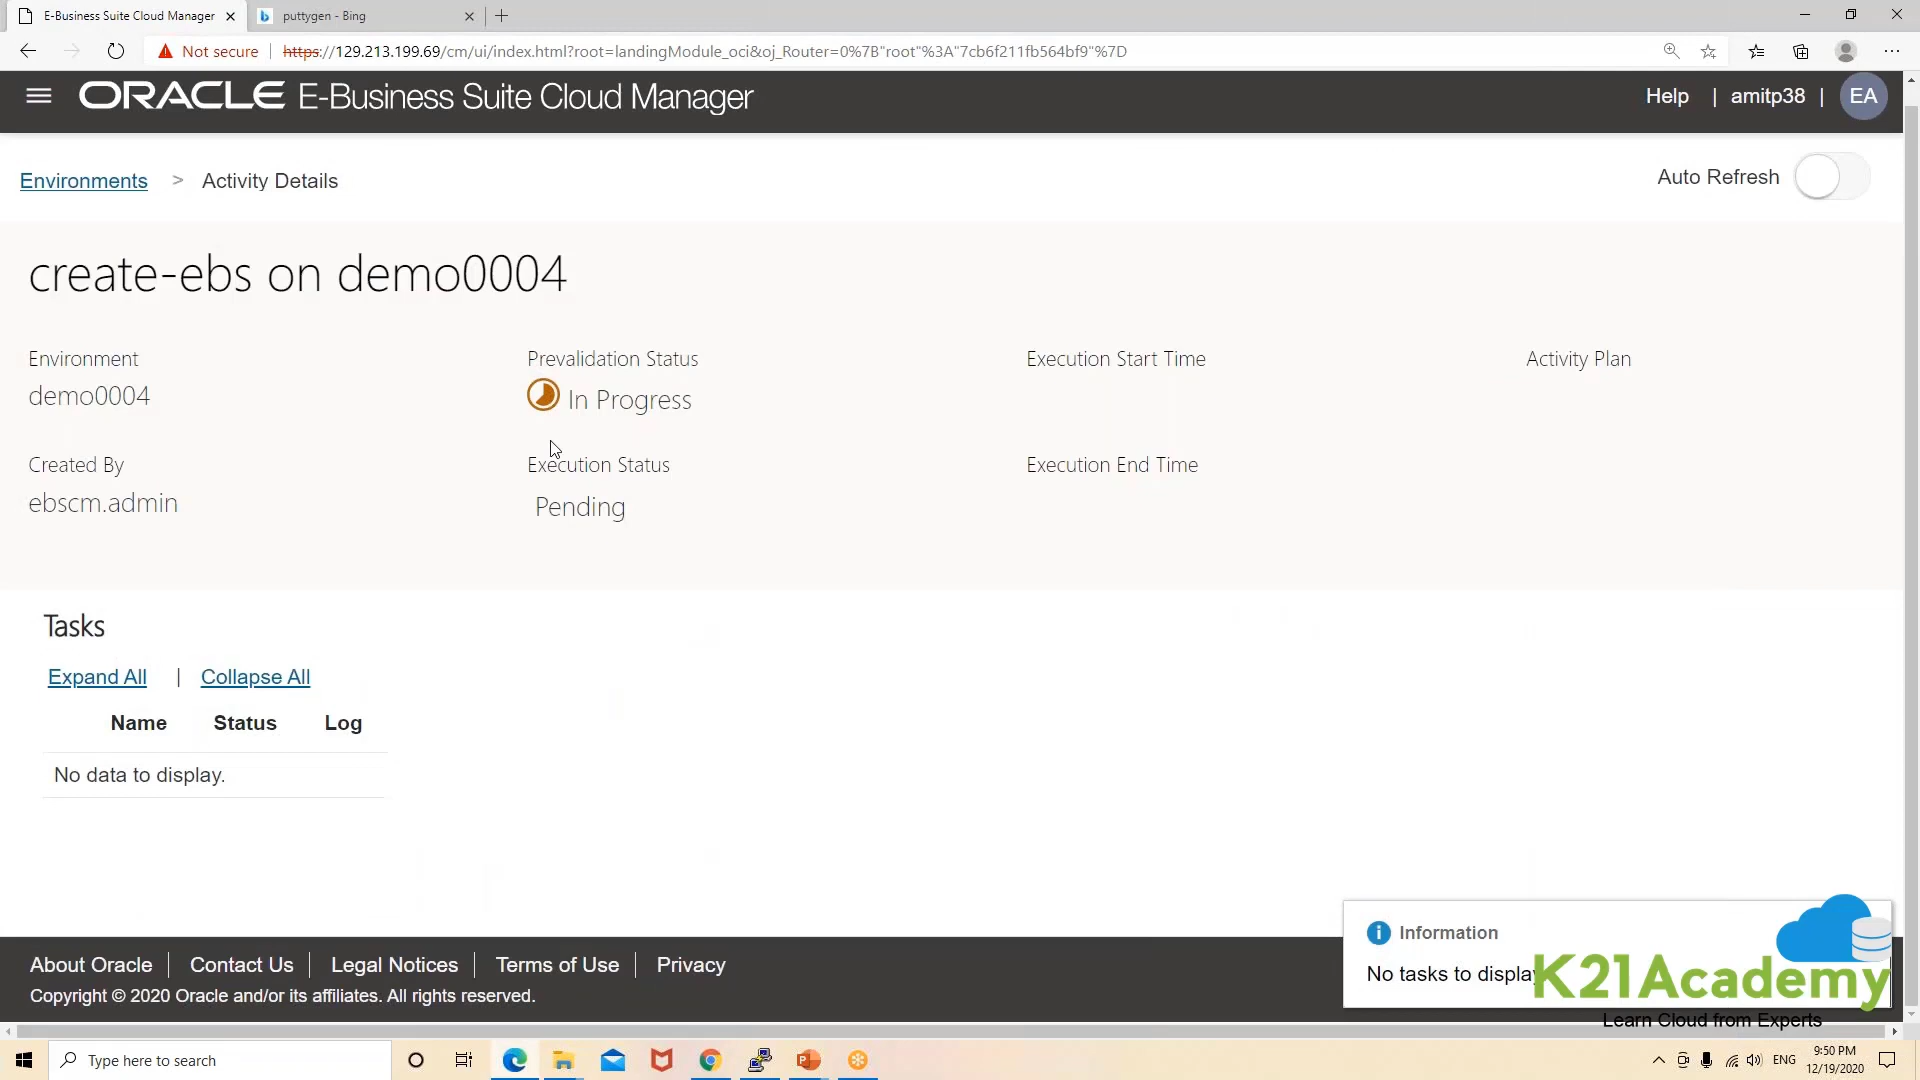 E-Business Suite Cloud Manager
puttygen - Bing
Not secure
https://129.213.199.69/cm/ui/index.html?root=landingModule_oci&oj_Router=0%7B"root"%3A"7cb6f211fb564bf9"%7D
ORACLE E-Business Suite Cloud Manager
Help | amitp38 | EA
Environments > Activity Details
Auto Refresh
create-ebs on demo0004
Environment
Prevalidation Status
Execution Start Time
Activity Plan
demo0004
In Progress
Created By
Execution Status
Execution End Time
ebscm.admin
Pending
Tasks
Expand All | Collapse All
Name Status Log
No data to display.
Information
No tasks to display
K21Academy
Learn Cloud from Experts
About Oracle | Contact Us | Legal Notices | Terms of Use | Privacy
Copyright © 2020 Oracle and/or its affiliates. All rights reserved.
Type here to search
ENG
9:50 PM
12/19/2020